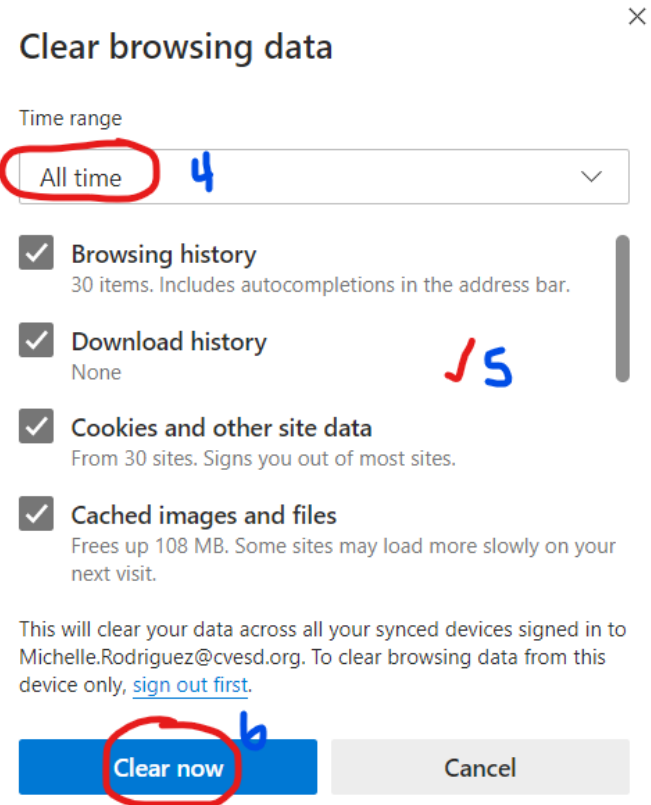 Clear browsing data
Time range
All time 4
Browsing history
30 items. Includes autocompletions in the address bar.
Download history
None
5
Cookies and other site data
From 30 sites. Signs you out of most sites.
Cached images and files
Frees up 108 MB. Some sites may load more slowly on your
next visit.
This will clear your data across all your synced devices signed in to
Michelle.Rodriguez@cvesd.org. To clear browsing data from this
device only, sign out first.
6
Clear now Cancel